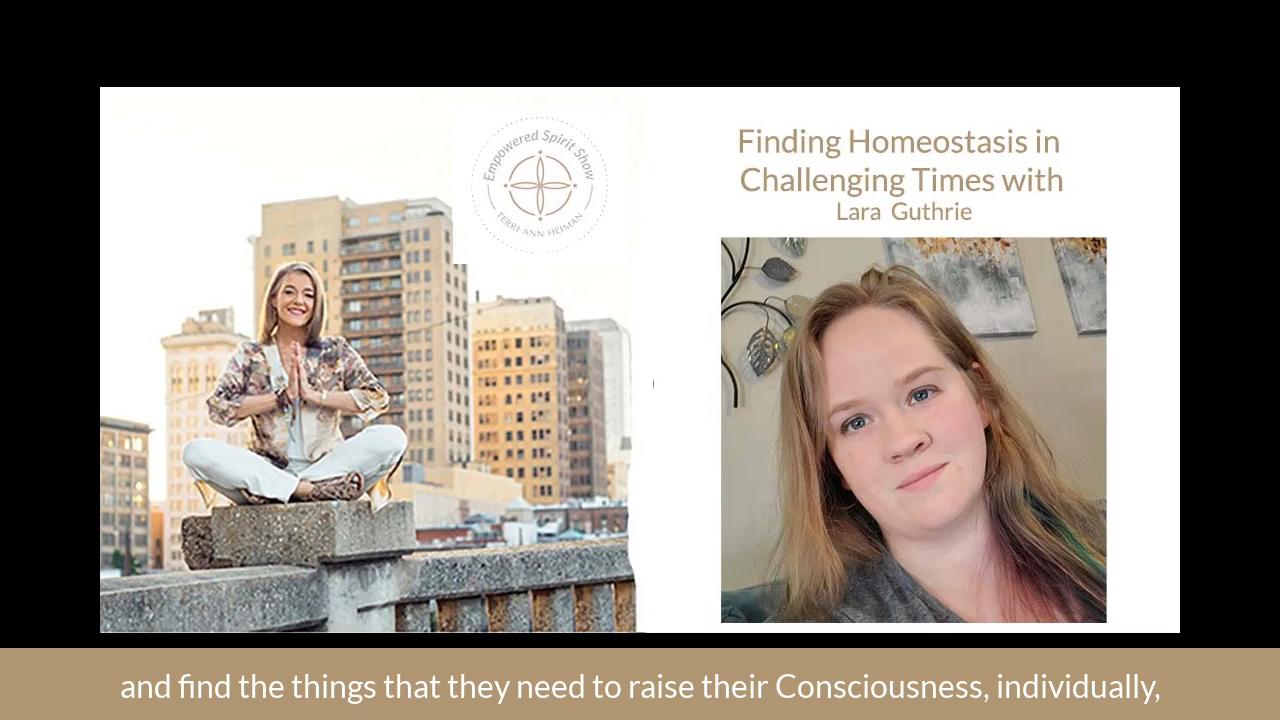 Empowered Spirit Show
TERRI-ANN HEIMAN
Finding Homeostasis in
Challenging Times with
Lara Guthrie
and find the things that they need to raise their Consciousness, individually,